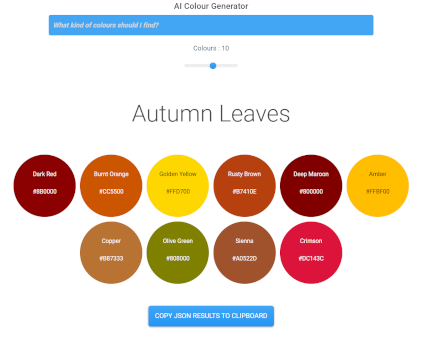 AI Colour Generator
What kind of colours should I find?
Colours : 10
Autumn Leaves
Dark Red
#8B0000
Burnt Orange
#CC5500
Golden Yellow
#FFD700
Rusty Brown
#B7410E
Deep Maroon
#800000
Amber
#FFBF00
Copper
#B87333
Olive Green
#808000
Sienna
#A0522D
Crimson
#DC143C
COPY JSON RESULTS TO CLIPBOARD